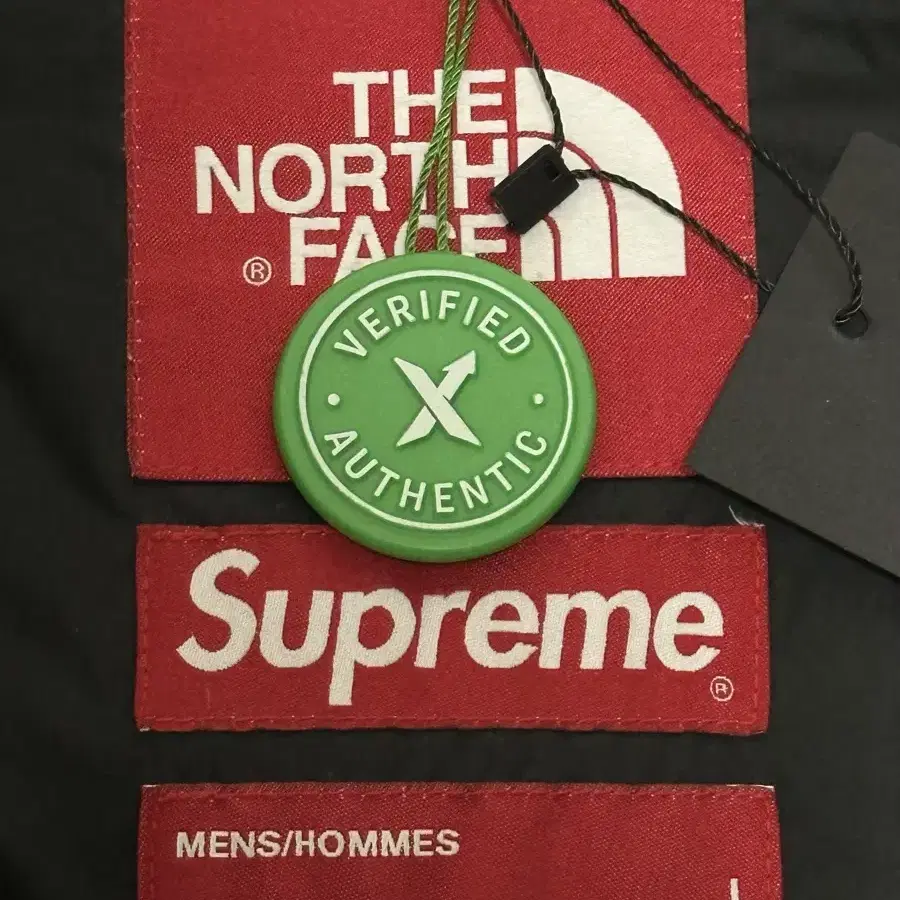 THE
NORTH
FACE
®
VERIFIED
X
AUTHENTIC
Supreme
®
MENS/HOMMES